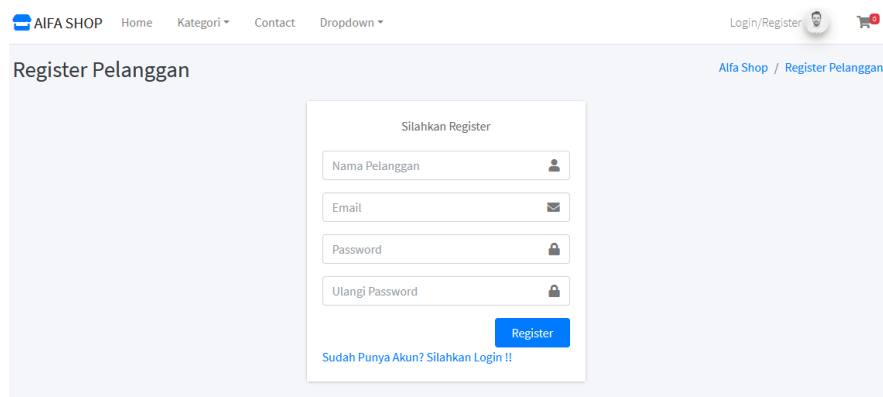 AlFA SHOP Home Kategori Contact Dropdown Login/Register 0
Register Pelanggan Alfa Shop / Register Pelanggan
Silahkan Register
Nama Pelanggan
Email
Password
Ulangi Password
Register
Sudah Punya Akun? Silahkan Login !!